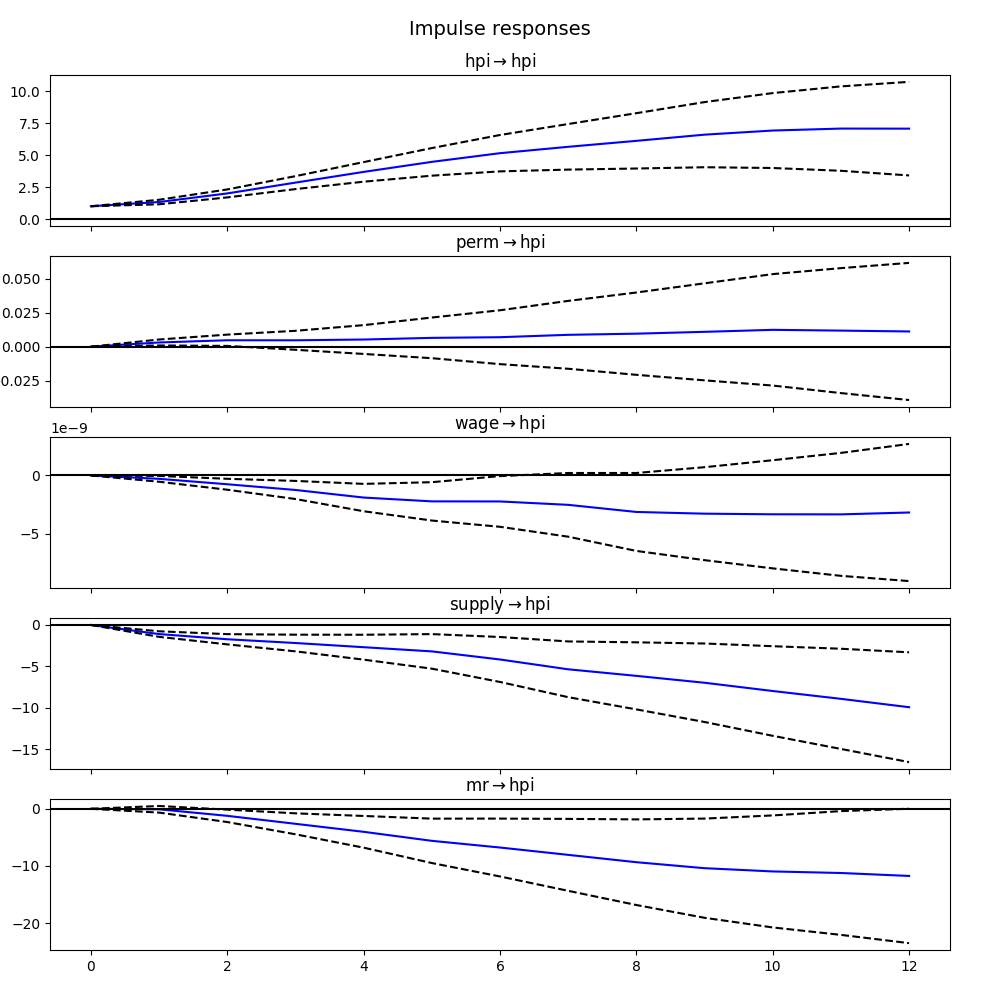 Impulse responses
hpi → hpi
10.0
7.5
5.0
2.5
0.0
perm → hpi
0.050
0.025
0.000
0.025
1e−9
wage → hpi
0
−5
supply → hpi
0
−5
−10
−15
mr → hpi
0
−10
−20
0 2 4 6 8 10 12